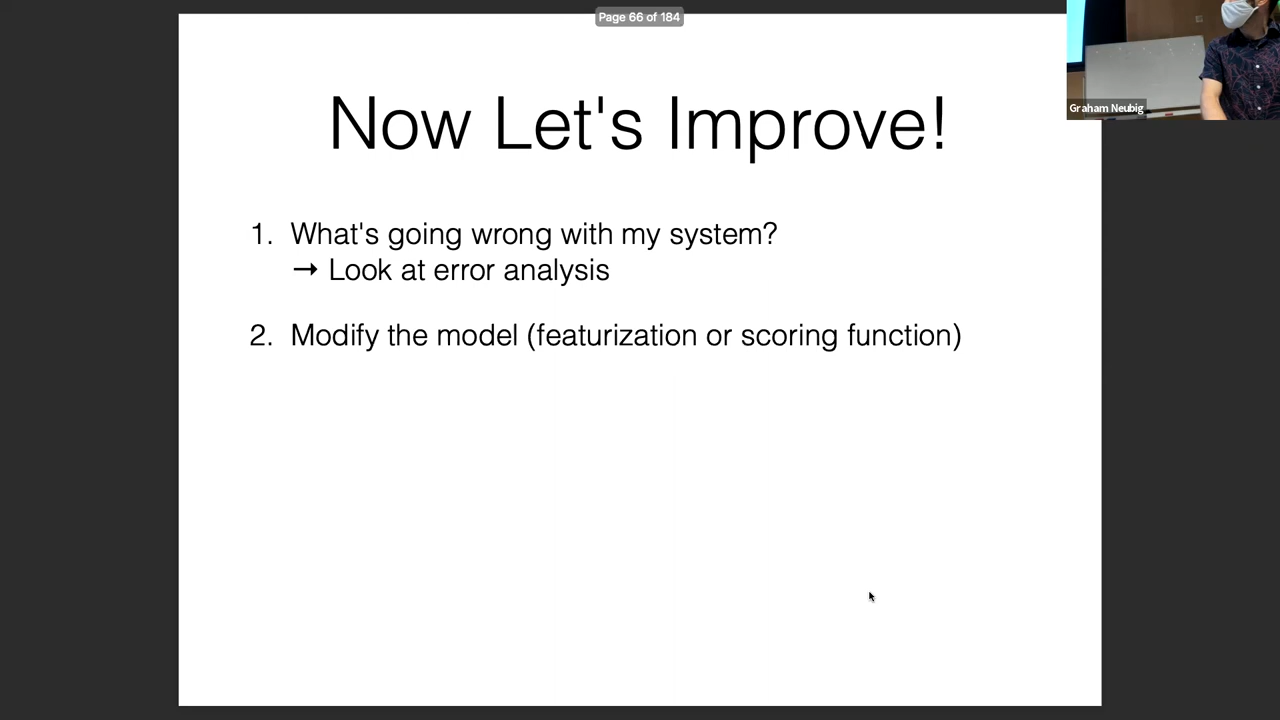 Page 66 of 184
Graham Neubig
Now Let's Improve!
1. What's going wrong with my system?
→ Look at error analysis
2. Modify the model (featurization or scoring function)